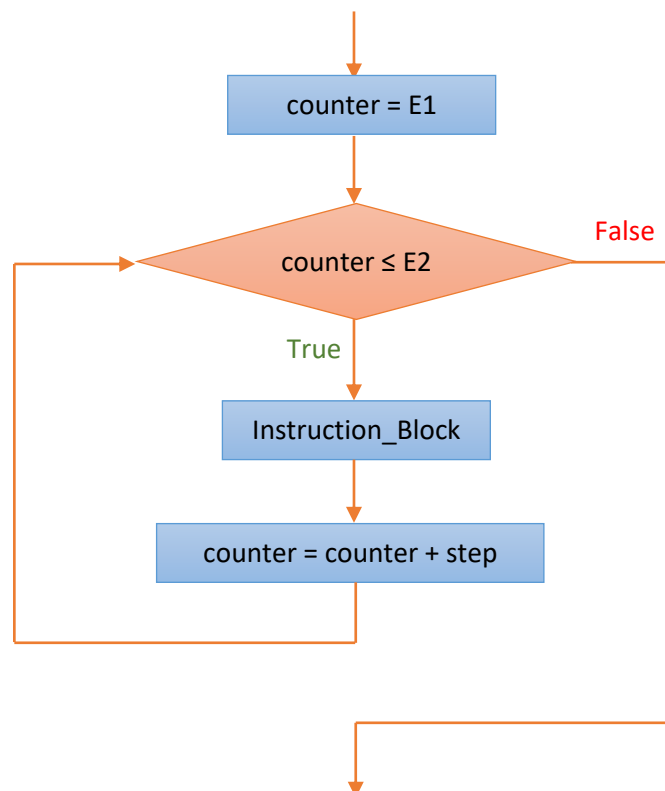 counter = E1
False
counter ≤ E2
True
Instruction_Block
counter = counter + step